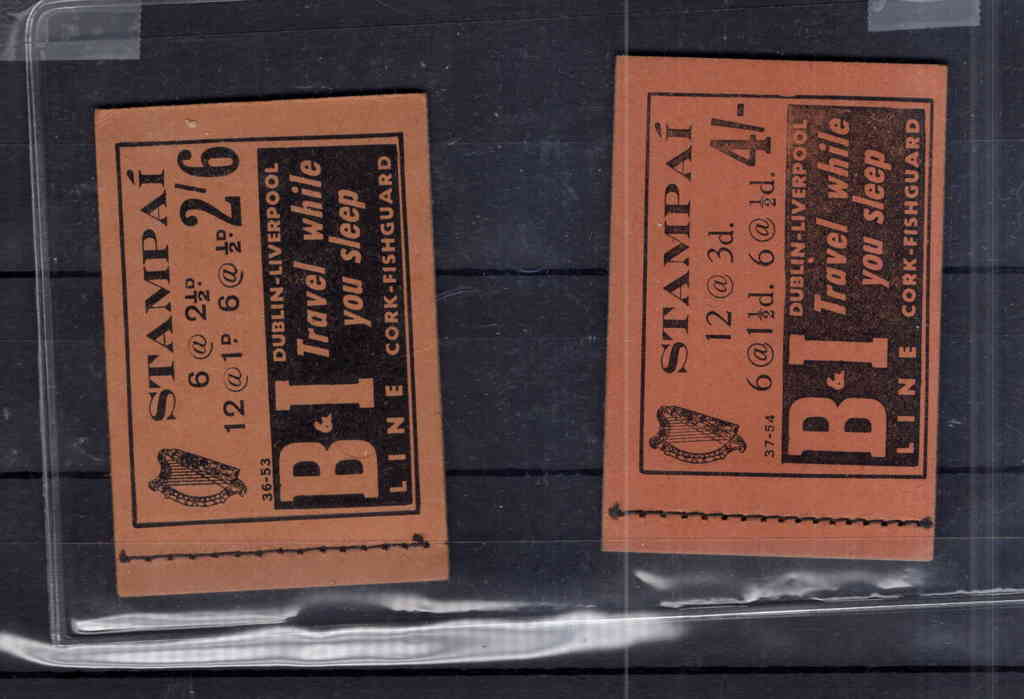 STAMPAÍ
6 @ 2½D.
12 @ 1D. 6 @ ½D. 2/6
36-53
B&I
LINE
DUBLIN-LIVERPOOL
Travel while
you sleep
CORK-FISHGUARD
STAMPAÍ
12 @ 3d.
6 @ 1½d. 6 @ ½d. 4/-
37-54
B&I
LINE
DUBLIN-LIVERPOOL
Travel while
you sleep
CORK-FISHGUARD